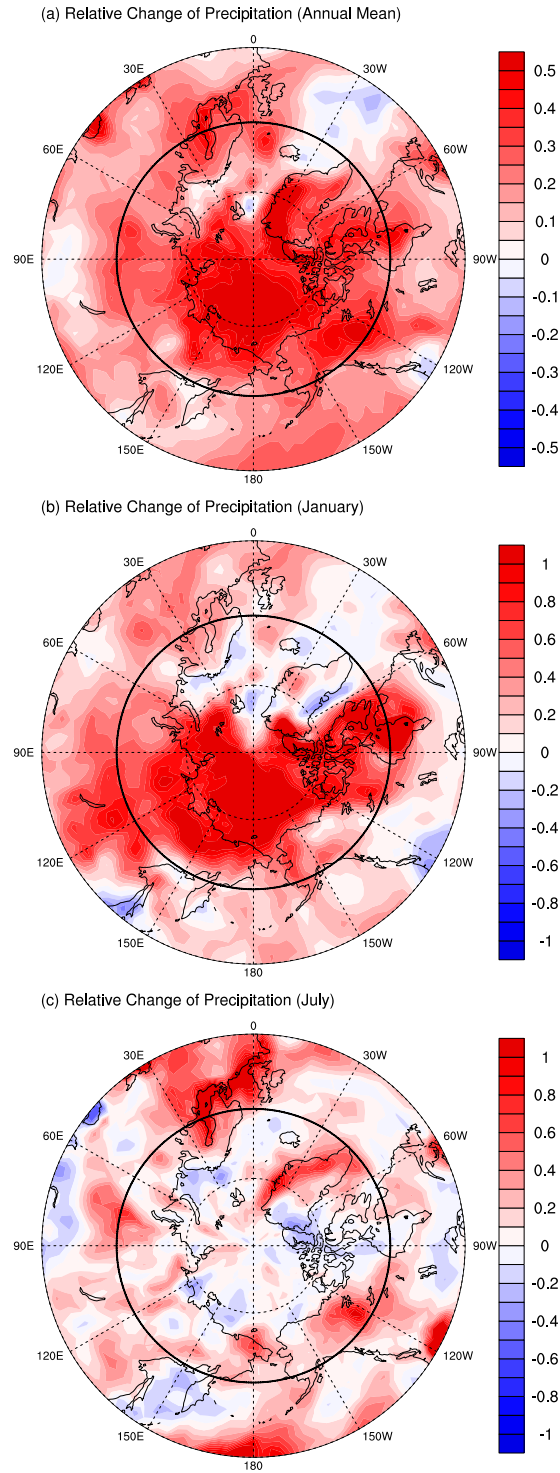 (a) Relative Change of Precipitation (Annual Mean)
0
30E
30W
60E
60W
90E
90W
120E
120W
150E
150W
180
0.5
0.4
0.3
0.2
0.1
0
-0.1
-0.2
-0.3
-0.4
-0.5
(b) Relative Change of Precipitation (January)
0
30E
30W
60E
60W
90E
90W
120E
120W
150E
150W
180
1
0.8
0.6
0.4
0.2
0
-0.2
-0.4
-0.6
-0.8
-1
(c) Relative Change of Precipitation (July)
0
30E
30W
60E
60W
90E
90W
120E
120W
150E
150W
180
1
0.8
0.6
0.4
0.2
0
-0.2
-0.4
-0.6
-0.8
-1